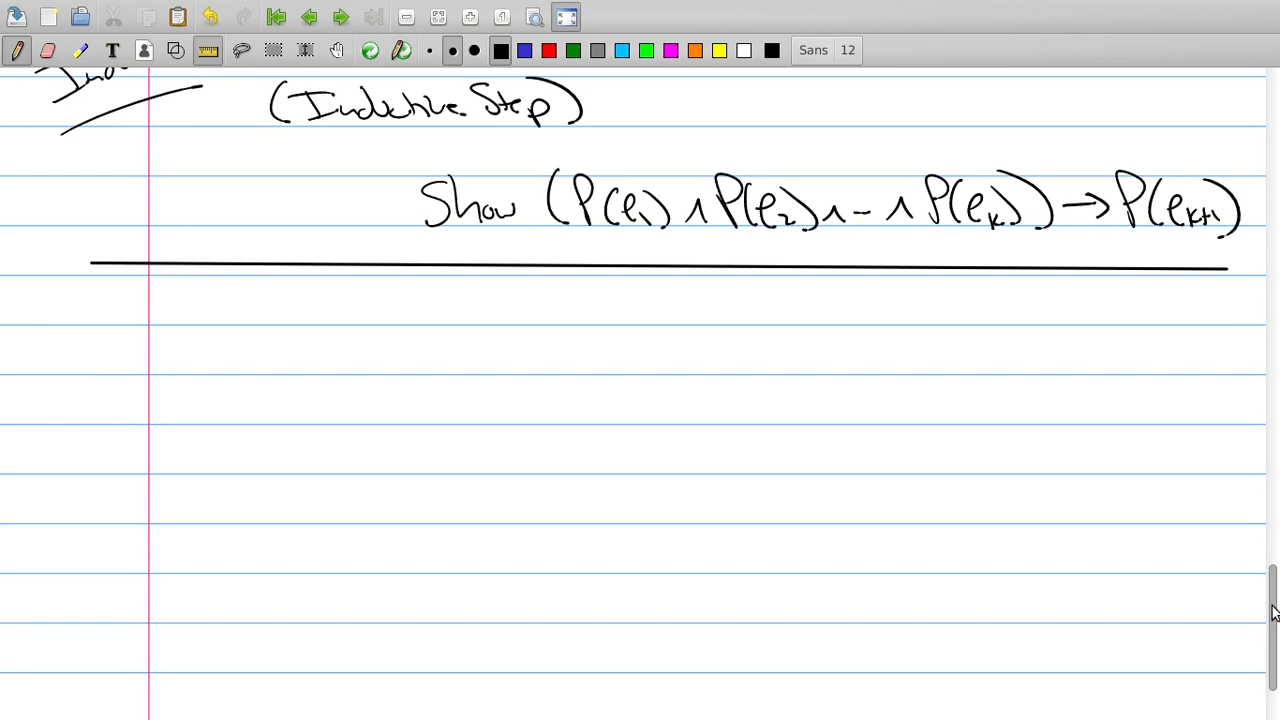 Sans 12
(Inductive Step)
Show (P(e₁) ∧ P(e₂) ∧ -- ∧ P(eₖ)) → P(eₖ₊₁)